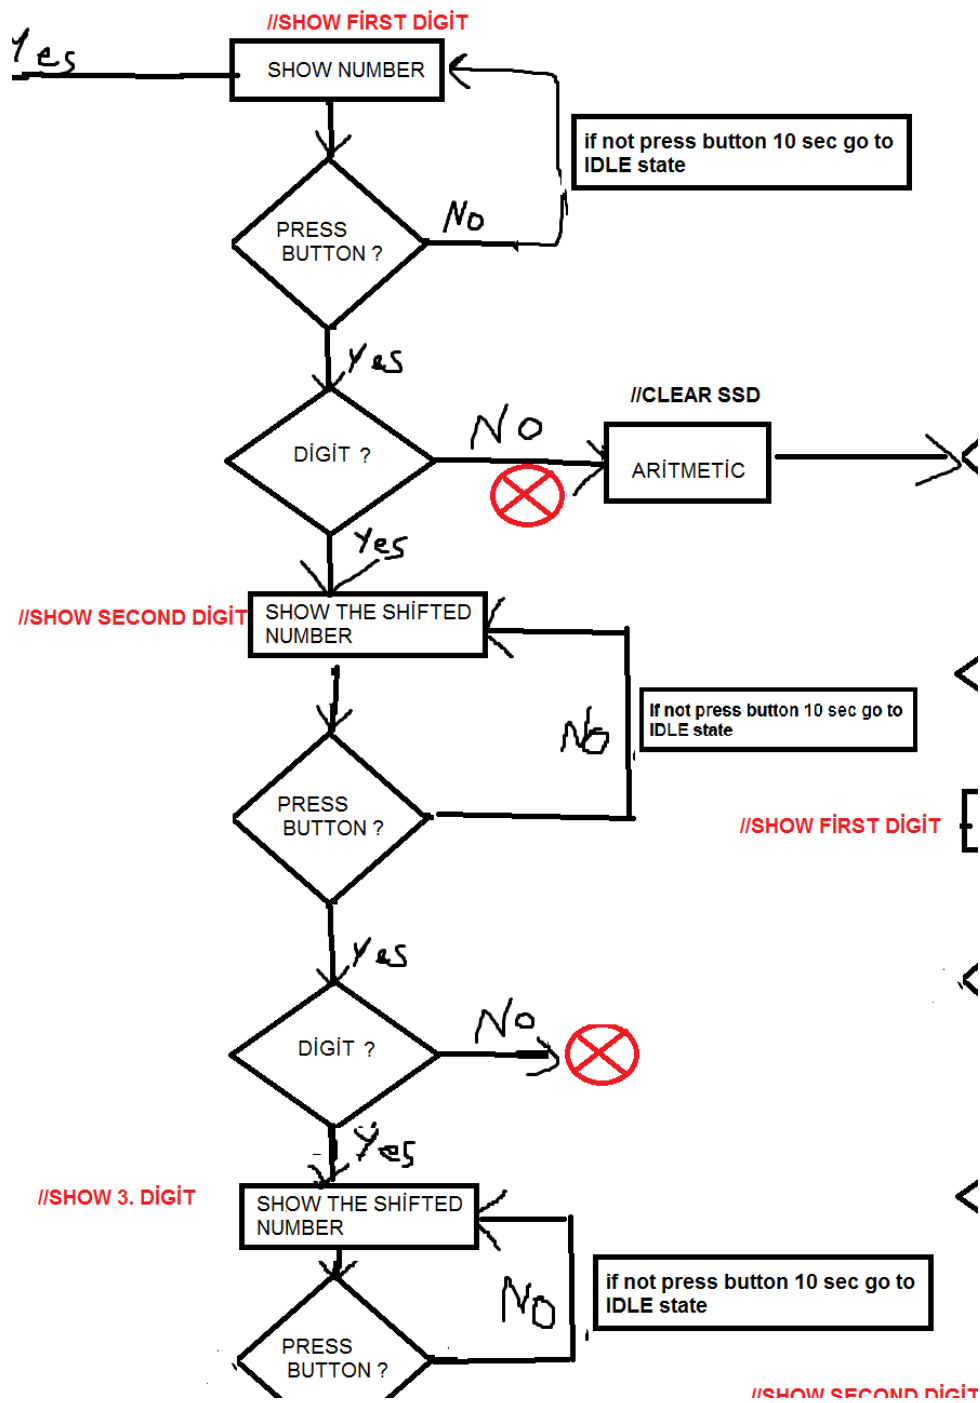 //SHOW FİRST DİGİT
Yes
SHOW NUMBER
if not press button 10 sec go to
IDLE state
PRESS
BUTTON ?
No
Yes
//CLEAR SSD
DİGİT ?
NO
ARİTMETİC
Yes
//SHOW SECOND DİGİT
SHOW THE SHİFTED
NUMBER
If not press button 10 sec go to
IDLE state
No
PRESS
BUTTON ?
//SHOW FİRST DİGİT
Yes
DİGİT ?
No
Yes
//SHOW 3. DİGİT
SHOW THE SHİFTED
NUMBER
if not press button 10 sec go to
IDLE state
No
PRESS
BUTTON ?
//SHOW SECOND DİGİT